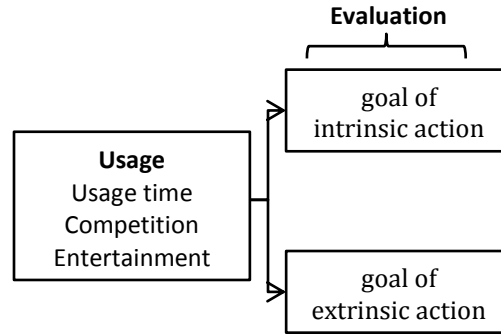 Evaluation
goal of
intrinsic action
Usage
Usage time
Competition
Entertainment
goal of
extrinsic action